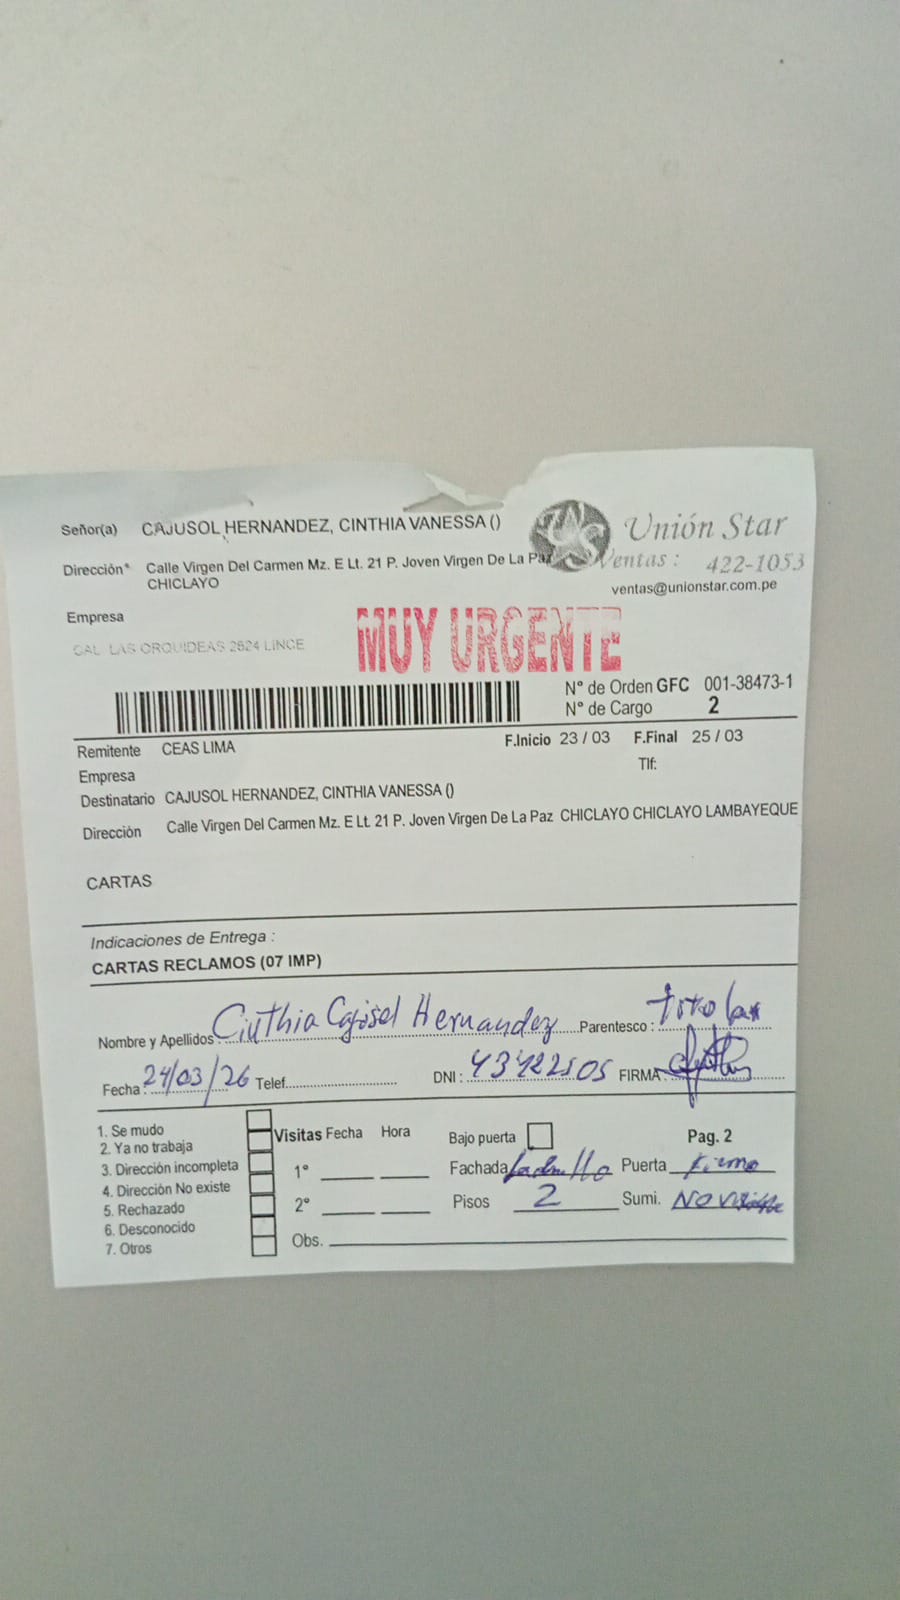 Señor(a) CAJUSOL HERNANDEZ, CINTHIA VANESSA ()
Unión Star
Ventas : 422-1053
ventas@unionstar.com.pe
Dirección* Calle Virgen Del Carmen Mz. E Lt. 21 P. Joven Virgen De La Paz
CHICLAYO
Empresa
CAL LAS ORQUIDEAS 2624 LINCE
MUY URGENTE
N° de Orden GFC 001-38473-1
N° de Cargo 2
Remitente CEAS LIMA
F.Inicio 23 / 03 F.Final 25 / 03
Empresa
Tlf:
Destinatario CAJUSOL HERNANDEZ, CINTHIA VANESSA ()
Dirección Calle Virgen Del Carmen Mz. E Lt. 21 P. Joven Virgen De La Paz CHICLAYO CHICLAYO LAMBAYEQUE
CARTAS
Indicaciones de Entrega :
CARTAS RECLAMOS (07 IMP)
Nombre y Apellidos : Cinthia Cajusol Hernandez Parentesco : titular
Fecha : 24/03/26 Telef. DNI : 43422505 FIRMA
1. Se mudo
2. Ya no trabaja
3. Dirección incompleta
4. Dirección No existe
5. Rechazado
6. Desconocido
7. Otros
Visitas Fecha Hora
1°
2°
Obs.
Bajo puerta
Pag. 2
Fachada Ladrillo Puerta Fierro
Pisos 2 Sumi. No visible